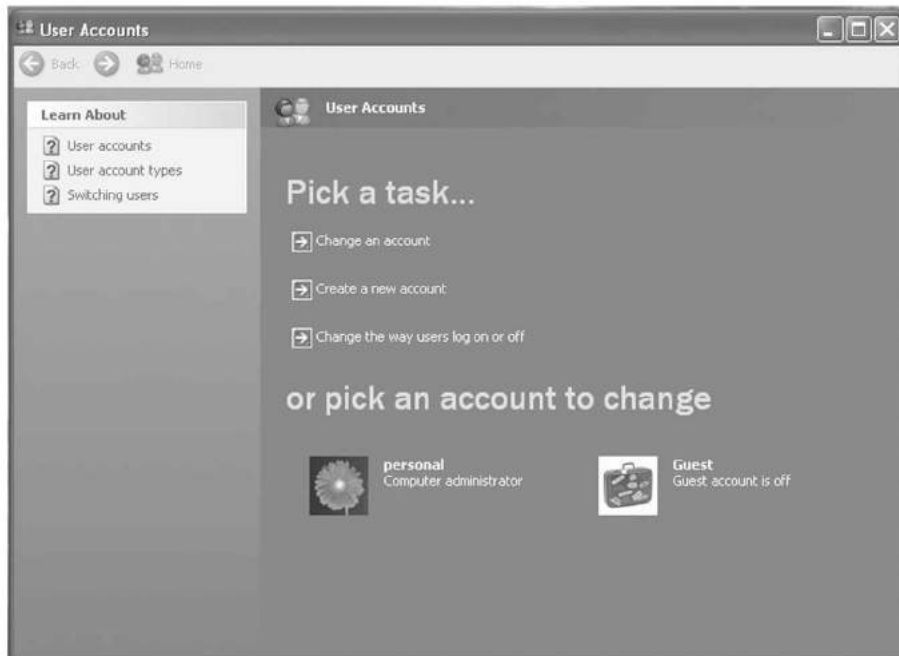 User Accounts
Back
Home
Learn About
User accounts
User account types
Switching users
User Accounts
Pick a task...
Change an account
Create a new account
Change the way users log on or off
or pick an account to change
personal
Computer administrator
Guest
Guest account is off